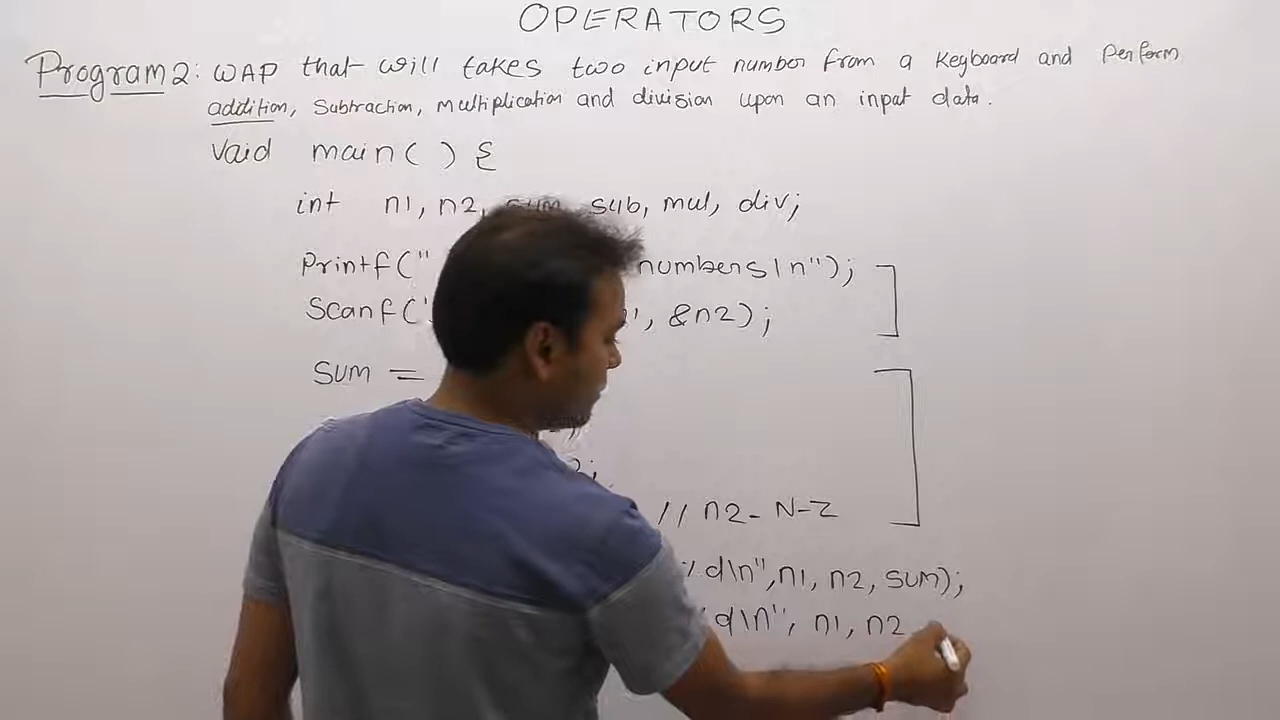 OPERATORS
Program 2: WAP that will takes two input number from a keyboard and perform
addition, Subtraction, multiplication and division upon an input data.
Void main( ) {
int n1, n2, sum, sub, mul, div;
Printf(" numbers\n");
Scanf( , &n2);
Sum =
// n2 - N-Z
d\n", n1, n2, SUM);
d\n", n1, n2